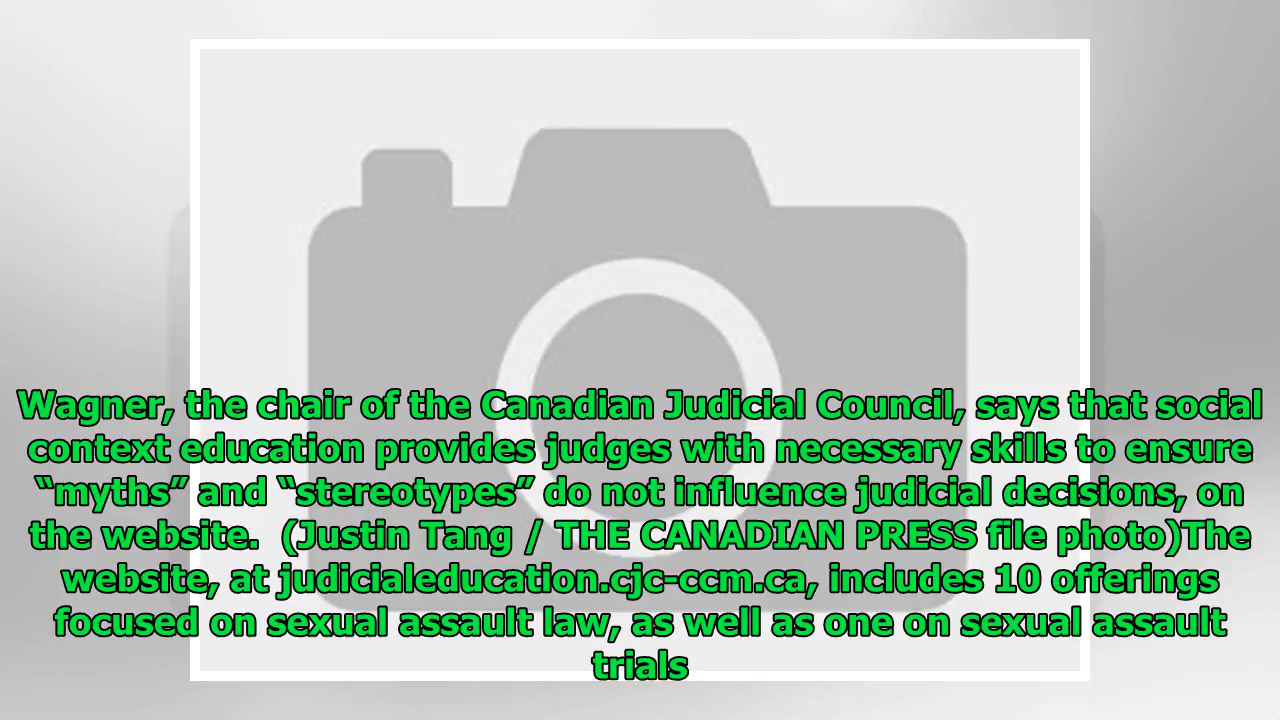 Wagner, the chair of the Canadian Judicial Council, says that social
context education provides judges with necessary skills to ensure
“myths” and “stereotypes” do not influence judicial decisions, on
the website.  (Justin Tang / THE CANADIAN PRESS file photo)The
website, at judicialeducation.cjc-ccm.ca, includes 10 offerings
focused on sexual assault law, as well as one on sexual assault
trials